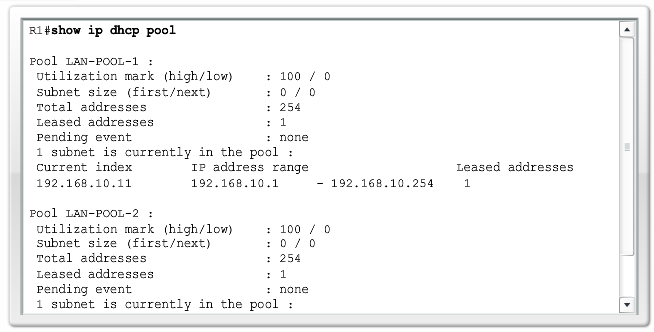 R1#show ip dhcp pool
Pool LAN-POOL-1 :
Utilization mark (high/low) : 100 / 0
Subnet size (first/next) : 0 / 0
Total addresses : 254
Leased addresses : 1
Pending event : none
1 subnet is currently in the pool :
Current index IP address range Leased addresses
192.168.10.11 192.168.10.1 - 192.168.10.254 1
Pool LAN-POOL-2 :
Utilization mark (high/low) : 100 / 0
Subnet size (first/next) : 0 / 0
Total addresses : 254
Leased addresses : 1
Pending event : none
1 subnet is currently in the pool :